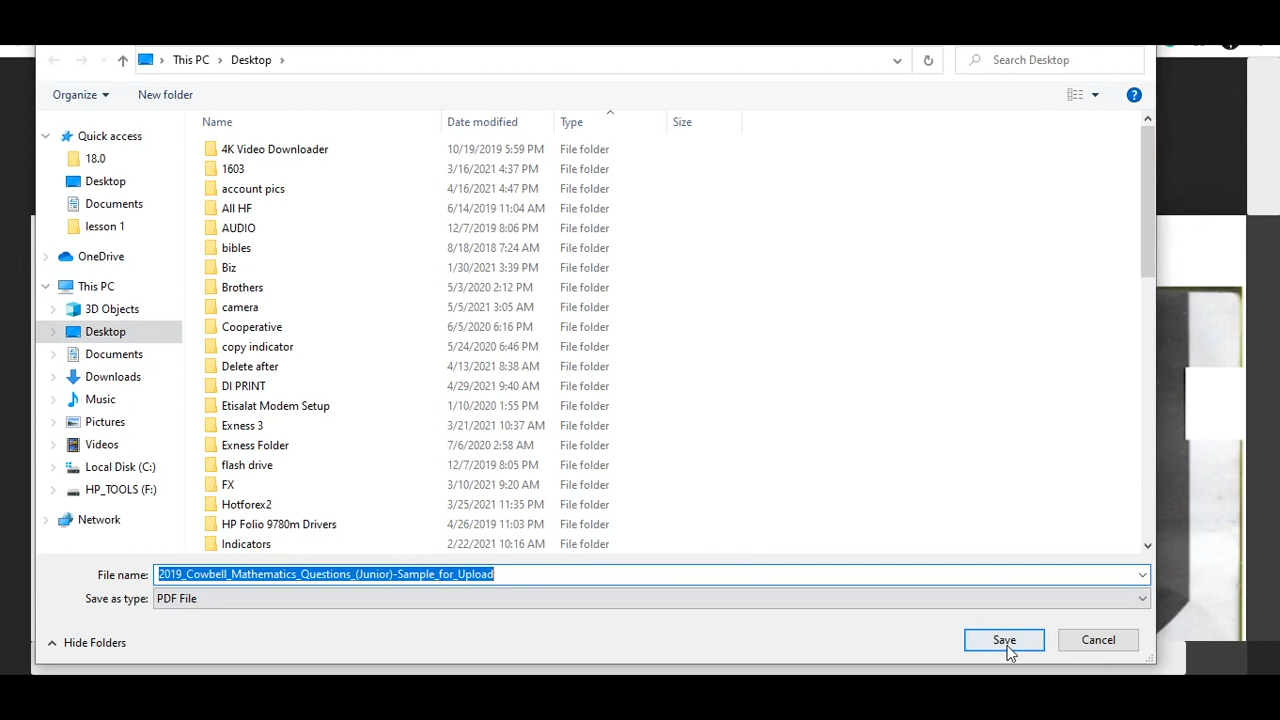 This PC > Desktop >
Search Desktop
Organize
New folder
Name Date modified Type Size
Quick access
18.0
Desktop
Documents
lesson 1
OneDrive
This PC
3D Objects
Desktop
Documents
Downloads
Music
Pictures
Videos
Local Disk (C:)
HP_TOOLS (F:)
Network
4K Video Downloader 10/19/2019 5:59 PM File folder
1603 3/16/2021 4:37 PM File folder
account pics 4/16/2021 4:47 PM File folder
All HF 6/14/2019 11:04 AM File folder
AUDIO 12/7/2019 8:06 PM File folder
bibles 8/18/2018 7:24 AM File folder
Biz 1/30/2021 3:39 PM File folder
Brothers 5/3/2020 2:12 PM File folder
camera 5/5/2021 3:05 AM File folder
Cooperative 6/5/2020 6:16 PM File folder
copy indicator 5/24/2020 6:46 PM File folder
Delete after 4/13/2021 8:38 AM File folder
DI PRINT 4/29/2021 9:40 AM File folder
Etisalat Modem Setup 1/10/2020 1:55 PM File folder
Exness 3 3/21/2021 10:37 AM File folder
Exness Folder 7/6/2020 2:58 AM File folder
flash drive 12/7/2019 8:05 PM File folder
FX 3/10/2021 9:20 AM File folder
Hotforex2 3/25/2021 11:35 PM File folder
HP Folio 9780m Drivers 4/26/2019 11:03 PM File folder
Indicators 2/22/2021 10:16 AM File folder
File name: 2019_Cowbell_Mathematics_Questions_(Junior)-Sample_for_Upload
Save as type: PDF File
Hide Folders
Save
Cancel